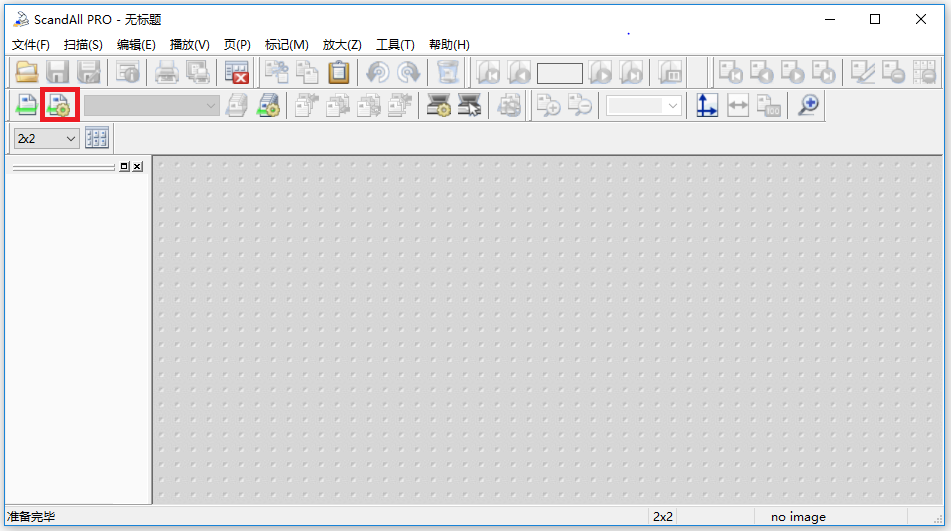 ScandAll PRO - 无标题
文件(F) 扫描(S) 编辑(E) 播放(V) 页(P) 标记(M) 放大(Z) 工具(T) 帮助(H)
2x2
准备完毕 2x2 no image